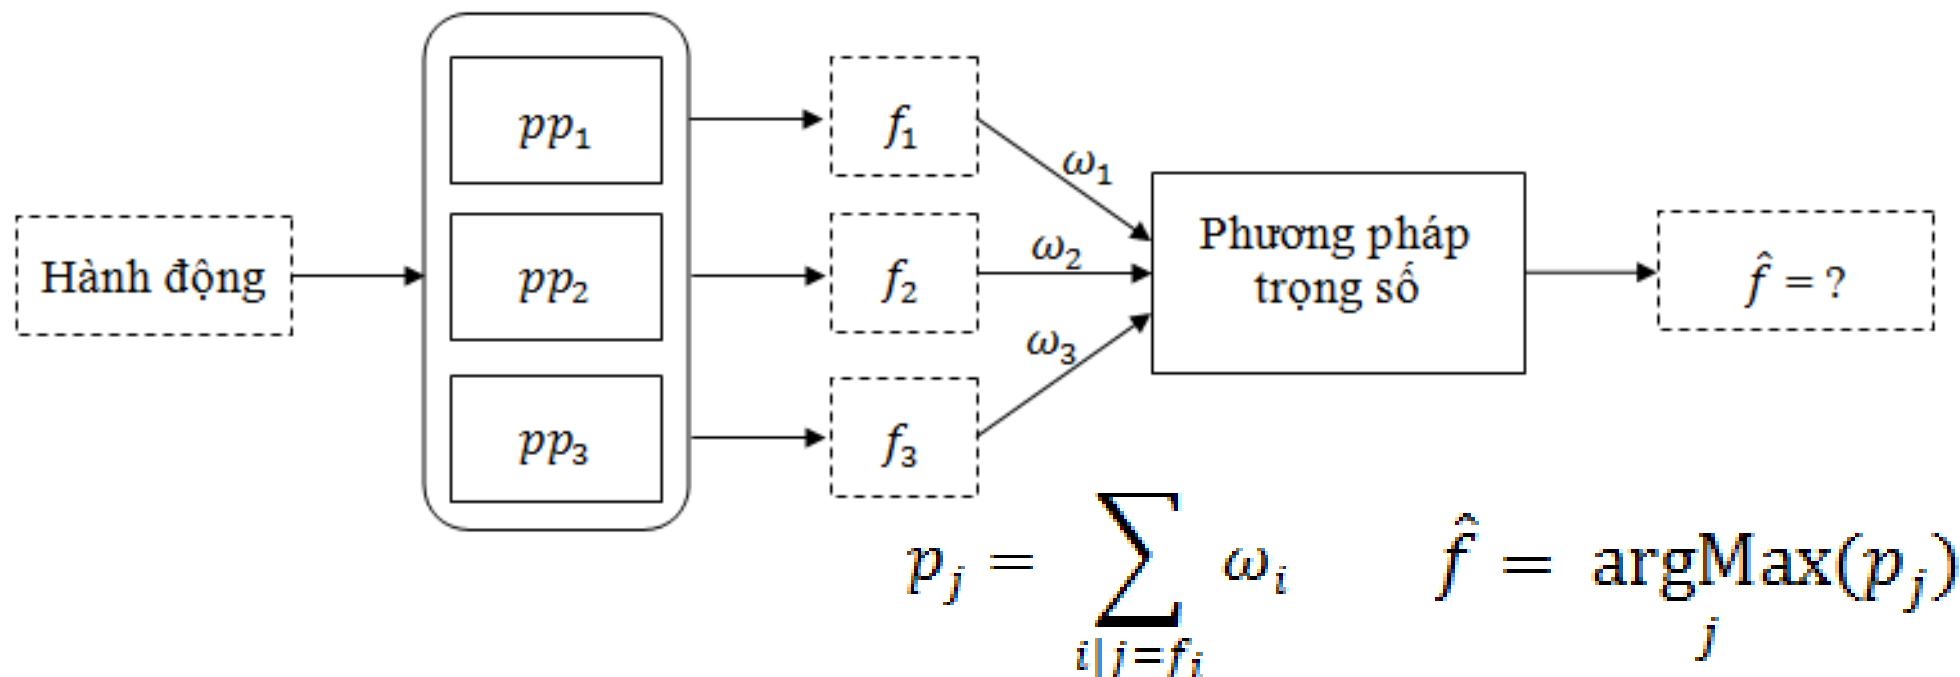 Hành động
pp₁
pp₂
pp₃
f₁
f₂
f₃
ω₁
ω₂
ω₃
Phương pháp
trọng số
f̂ = ?
p_j = ∑_{i|j=f_i} ω_i
f̂ = argMax_j(p_j)